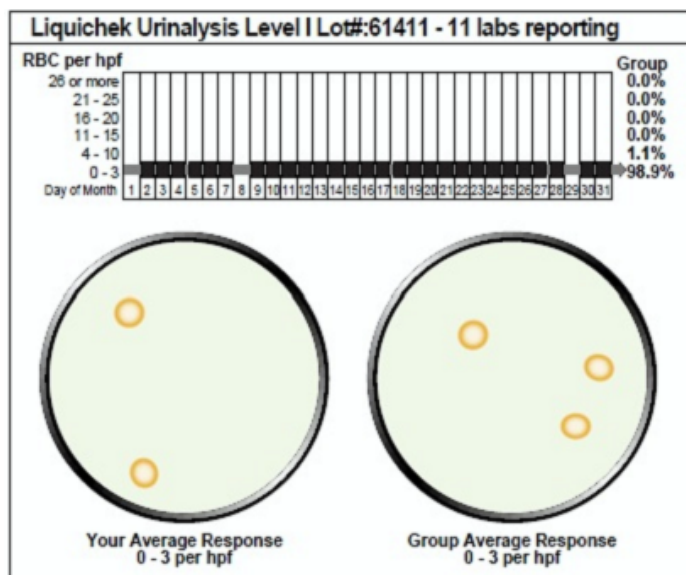 Liquichek Urinalysis Level I Lot#:61411 - 11 labs reporting
RBC per hpf
Group
26 or more 0.0%
21 - 25 0.0%
16 - 20 0.0%
11 - 15 0.0%
4 - 10 1.1%
0 - 3 98.9%
Day of Month 1 2 3 4 5 6 7 8 9 10 11 12 13 14 15 16 17 18 19 20 21 22 23 24 25 26 27 28 29 30 31
Your Average Response
0 - 3 per hpf
Group Average Response
0 - 3 per hpf